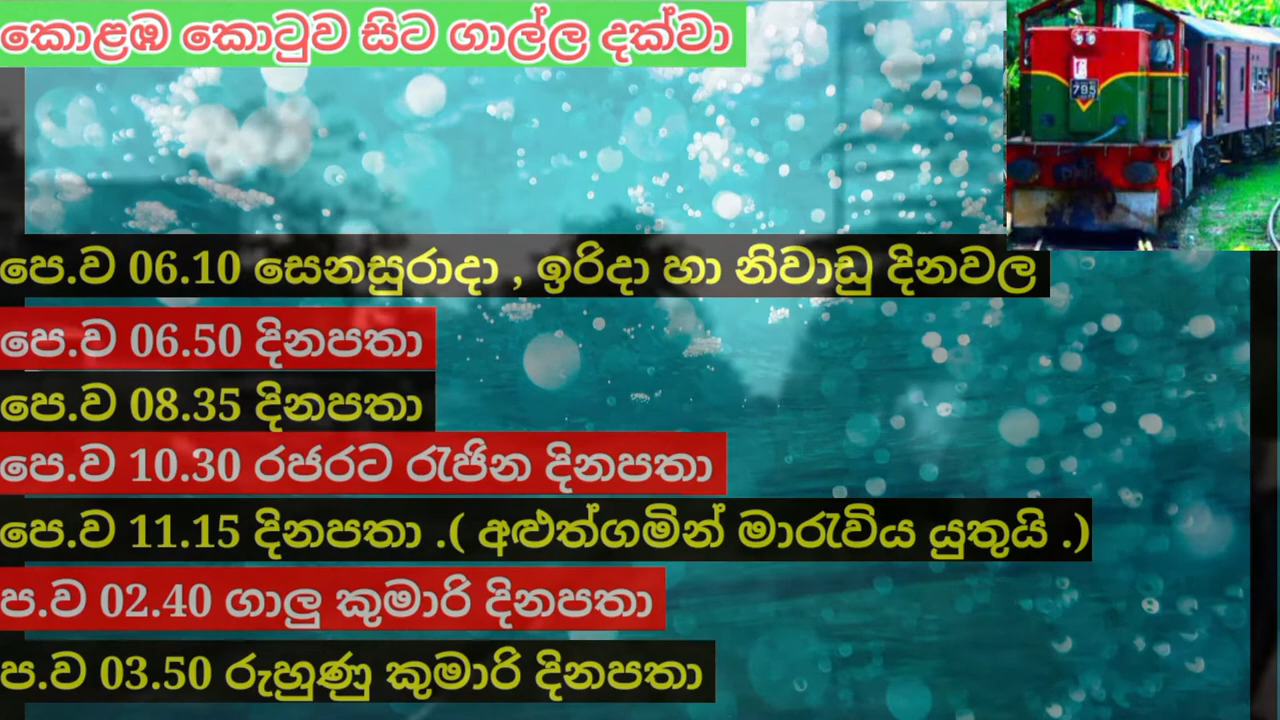 කොළඹ කොටුව සිට ගාල්ල දක්වා
795
පෙ.ව 06.10 සෙනසුරාදා , ඉරිදා හා නිවාඩු දිනවල
පෙ.ව 06.50 දිනපතා
පෙ.ව 08.35 දිනපතා
පෙ.ව 10.30 රජරට රැජින දිනපතා
පෙ.ව 11.15 දිනපතා .( අළුත්ගමින් මාරැවිය යුතුයි .)
ප.ව 02.40 ගාලු කුමාරි දිනපතා
ප.ව 03.50 රුහුණු කුමාරි දිනපතා